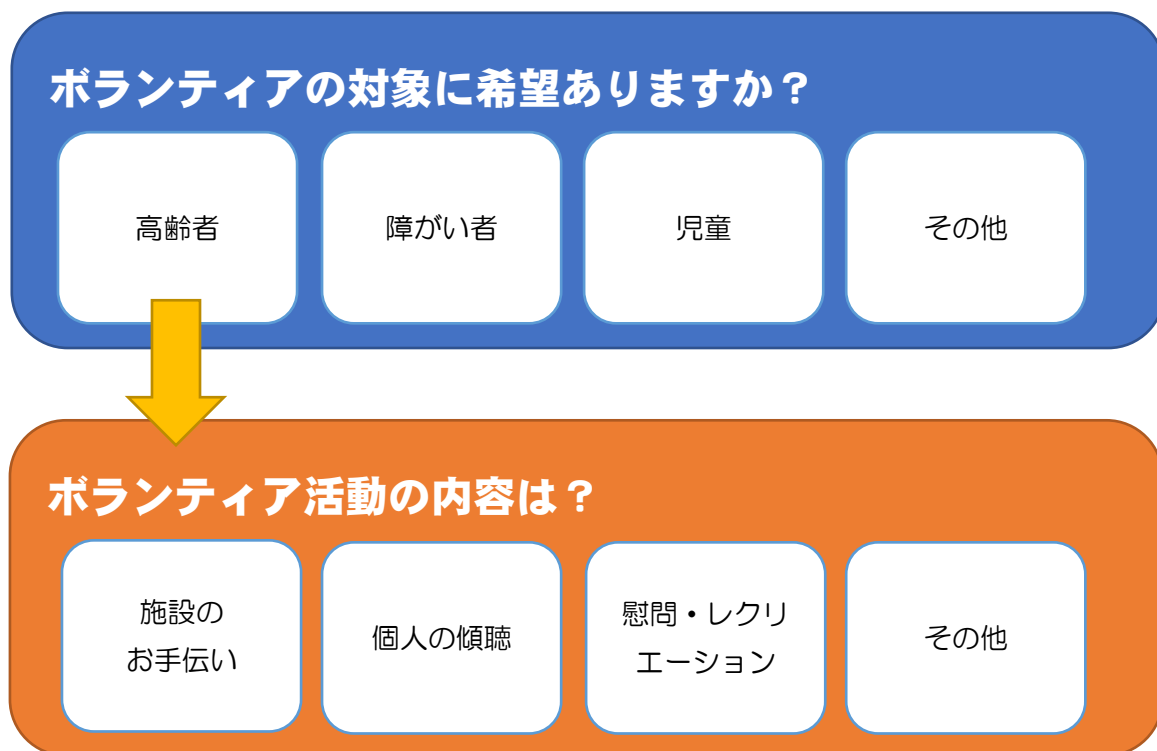 ボランティアの対象に希望ありますか？
高齢者
障がい者
児童
その他
ボランティア活動の内容は？
施設の
お手伝い
個人の傾聴
慰問・レクリ
エーション
その他